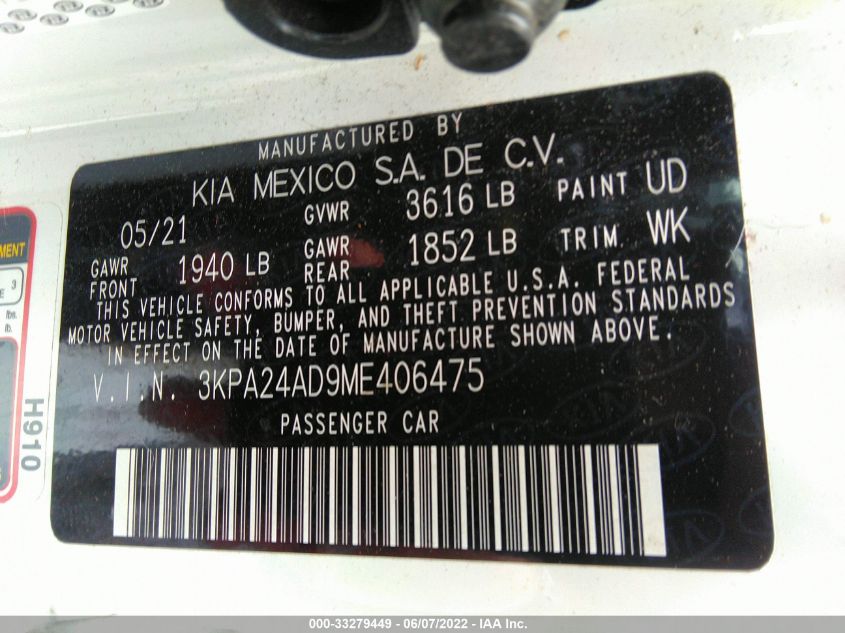 MANUFACTURED BY
KIA MEXICO S.A. DE C.V.
05/21 GVWR 3616 LB PAINT UD
GAWR FRONT 1940 LB GAWR REAR 1852 LB TRIM WK
THIS VEHICLE CONFORMS TO ALL APPLICABLE U.S.A. FEDERAL
MOTOR VEHICLE SAFETY, BUMPER, AND THEFT PREVENTION STANDARDS
IN EFFECT ON THE DATE OF MANUFACTURE SHOWN ABOVE.
V.I.N. 3KPA24AD9ME406475
PASSENGER CAR
H910
3
lbs.
lb.
000-33279449 - 06/07/2022 - IAA Inc.